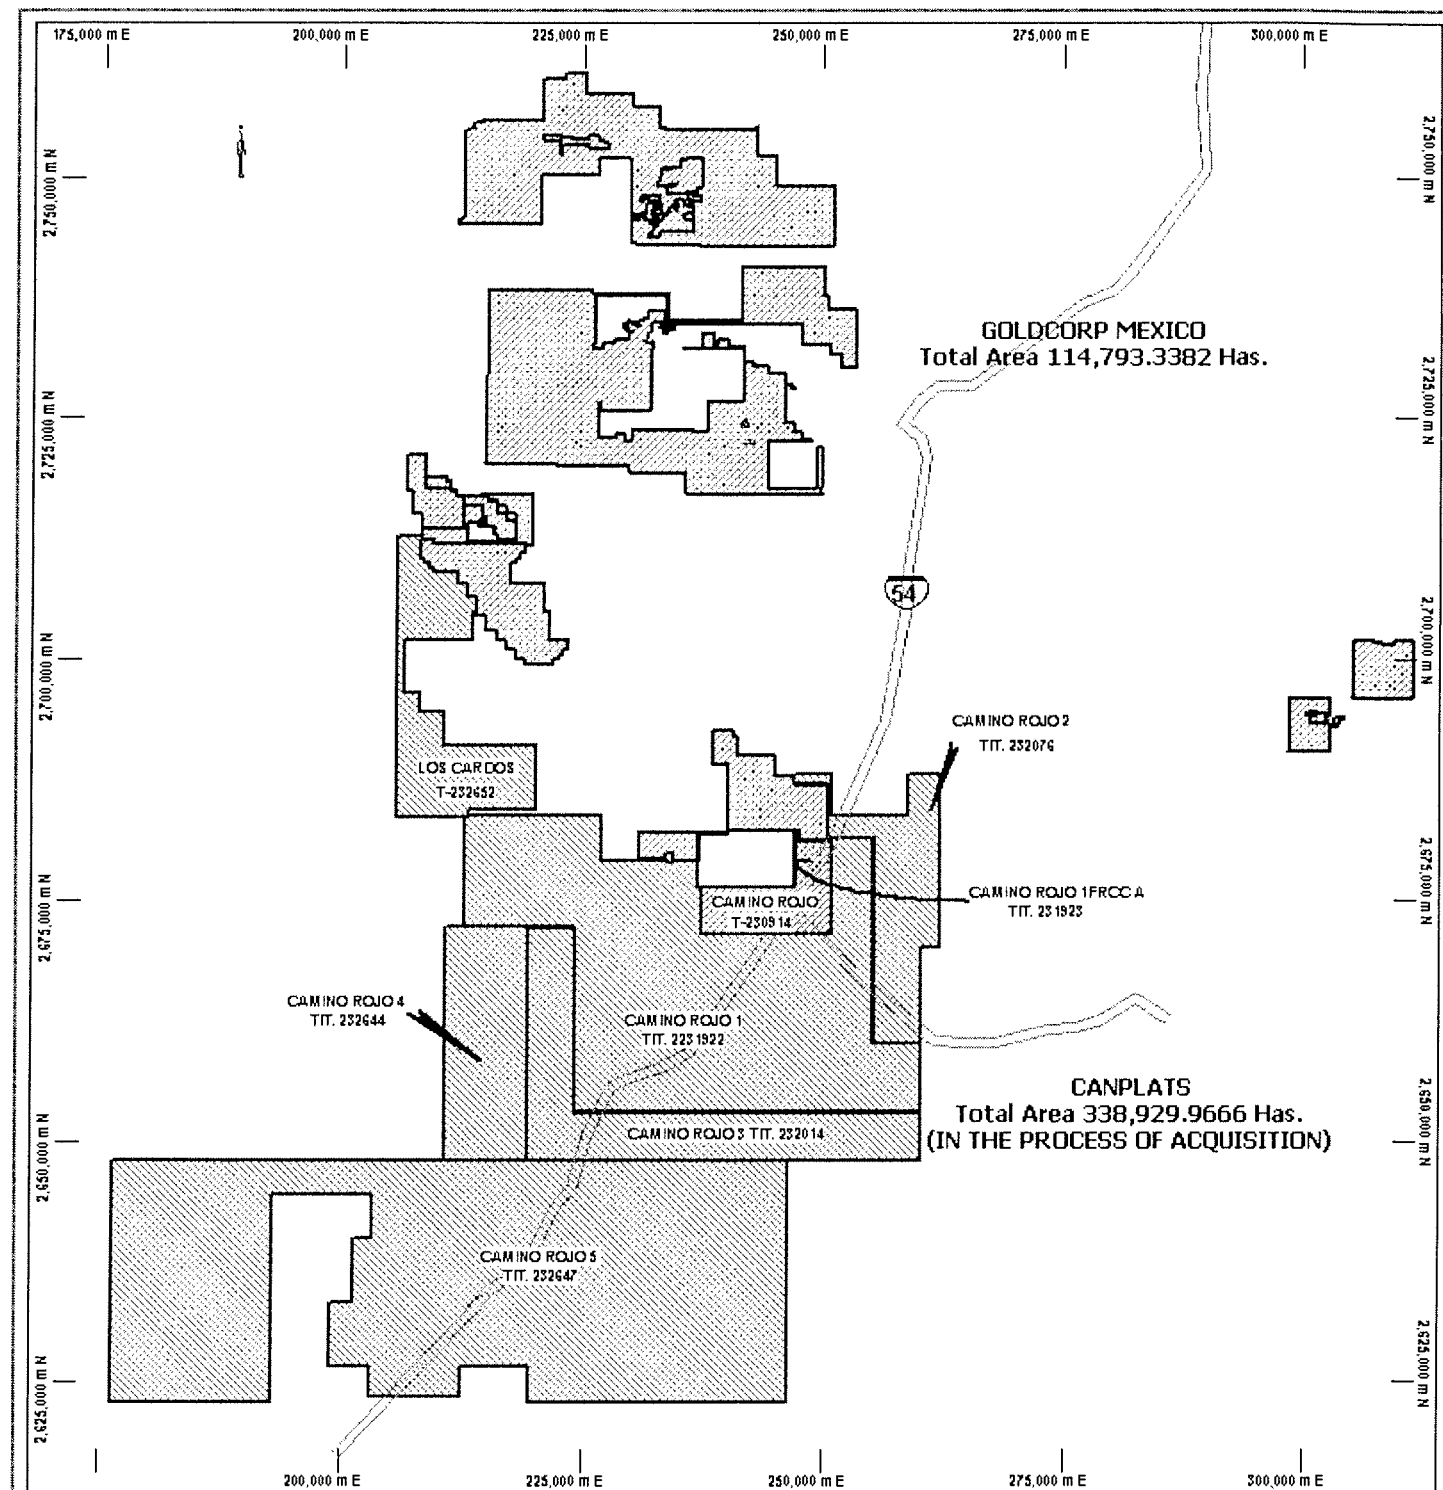 175,000 m E
200,000 m E
225,000 m E
250,000 m E
275,000 m E
300,000 m E
2,750,000 m N
2,750,000 m N
GOLDCORP MEXICO
Total Area 114,793.3382 Has.
2,725,000 m N
2,725,000 m N
54
2,700,000 m N
2,700,000 m N
CAMINO ROJO 2
TIT. 232076
LOS CARDOS
T-232652
CAMINO ROJO 1 FRCC A
TIT. 231923
CAMINO ROJO
T-230914
2,675,000 m N
2,675,000 m N
CAMINO ROJO 4
TIT. 232644
CAMINO ROJO 1
TIT. 2231922
CANPLATS
Total Area 338,929.9666 Has.
(IN THE PROCESS OF ACQUISITION)
CAMINO ROJO 3 TIT. 232014
2,650,000 m N
2,650,000 m N
CAMINO ROJO 5
TIT. 232647
2,625,000 m N
2,625,000 m N
200,000 m E
225,000 m E
250,000 m E
275,000 m E
300,000 m E